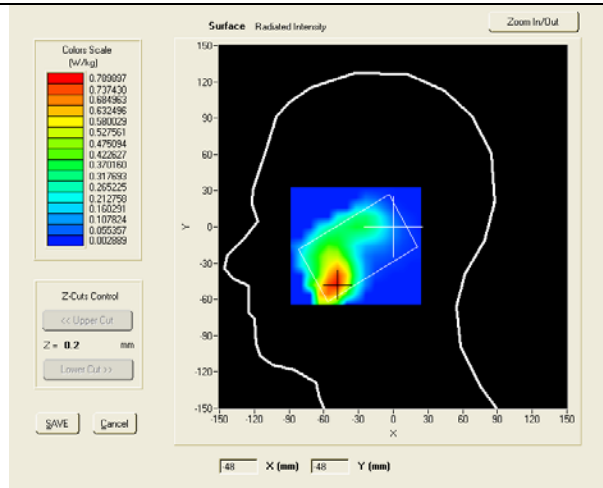 Surface Radiated Intensity
Zoom In/Out
Colors Scale
(W/kg)
0.789897
0.737430
0.684963
0.632496
0.580029
0.527561
0.475094
0.422627
0.370160
0.317693
0.265225
0.212758
0.160291
0.107824
0.055357
0.002889
150
120
90
60
30
0
-30
-60
-90
-120
-150
Y
-150 -120 -90 -60 -30 0 30 60 90 120 150
X
Z-Cuts Control
<< Upper Cut
Z = 0.2 mm
Lower Cut >>
SAVE Cancel
-48 X (mm) -48 Y (mm)